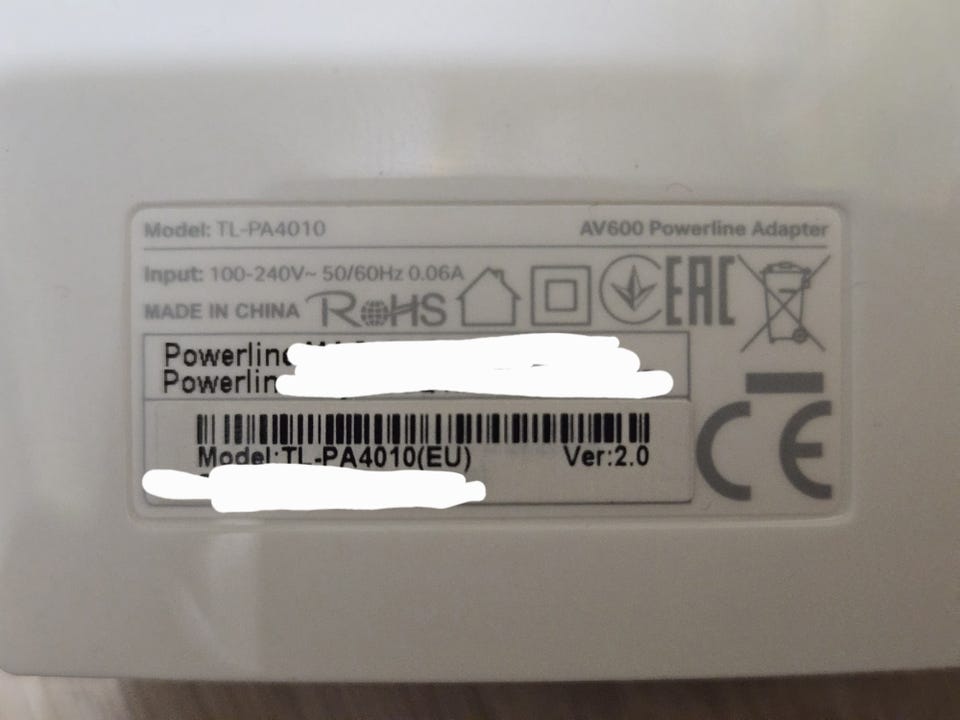 Model: TL-PA4010
AV600 Powerline Adapter
Input: 100-240V~ 50/60Hz 0.06A
MADE IN CHINA RoHS
EAC
Powerline
Powerlin
Model:TL-PA4010(EU) Ver:2.0
CE